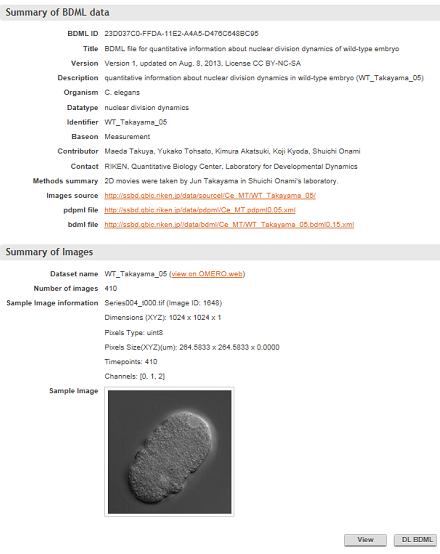 Summary of BDML data
BDML ID 23D037C0-FFDA-11E2-A4A5-D476C648BC95
Title BDML file for quantitative information about nuclear division dynamics of wild-type embryo
Version Version 1, updated on Aug. 8, 2013, License CC BY-NC-SA
Description quantitative information about nuclear division dynamics in wild-type embryo (WT_Takayama_05)
Organism C. elegans
Datatype nuclear division dynamics
Identifier WT_Takayama_05
Baseon Measurement
Contributor Maeda Takuya, Yukako Tohsato, Kimura Akatsuki, Koji Kyoda, Shuichi Onami
Contact RIKEN, Quantitative Biology Center, Laboratory for Developmental Dynamics
Methods summary 2D movies were taken by Jun Takayama in Shuichi Onami's laboratory.
Images source http://ssbd.qbic.riken.jp/data/source/Ce_MT/WT_Takayama_05/
pdpml file http://ssbd.qbic.riken.jp/data/pdpml/Ce_MT.pdpml0.05.xml
bdml file http://ssbd.qbic.riken.jp//data/bdml/Ce_MT/WT_Takayama_05.bdml0.15.xml
Summary of Images
Dataset name WT_Takayama_05 (view on OMERO.web)
Number of images 410
Sample Image information Series004_t000.tif (Image ID: 1648)
Dimensions (XYZ): 1024 x 1024 x 1
Pixels Type: uint8
Pixels Size(XYZ)(um): 264.5833 x 264.5833 x 0.0000
Timepoints: 410
Channels: [0, 1, 2]
Sample Image
View DL BDML